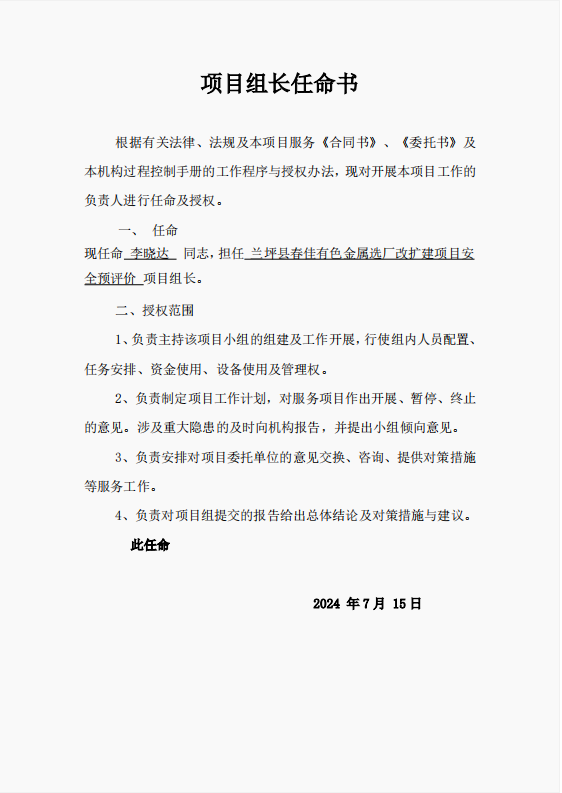 项目组长任命书
根据有关法律、法规及本项目服务《合同书》、《委托书》及
本机构过程控制手册的工作程序与授权办法，现对开展本项目工作的
负责人进行任命及授权。
一、 任命
现任命 李晓达 同志，担任 兰坪县春佳有色金属选厂改扩建项目安
全预评价 项目组长。
二、授权范围
1、负责主持该项目小组的组建及工作开展，行使组内人员配置、
任务安排、资金使用、设备使用及管理权。
2、负责制定项目工作计划，对服务项目作出开展、暂停、终止
的意见。涉及重大隐患的及时向机构报告，并提出小组倾向意见。
3、负责安排对项目委托单位的意见交换、咨询、提供对策措施
等服务工作。
4、负责对项目组提交的报告给出总体结论及对策措施与建议。
此任命
2024 年 7 月 15 日